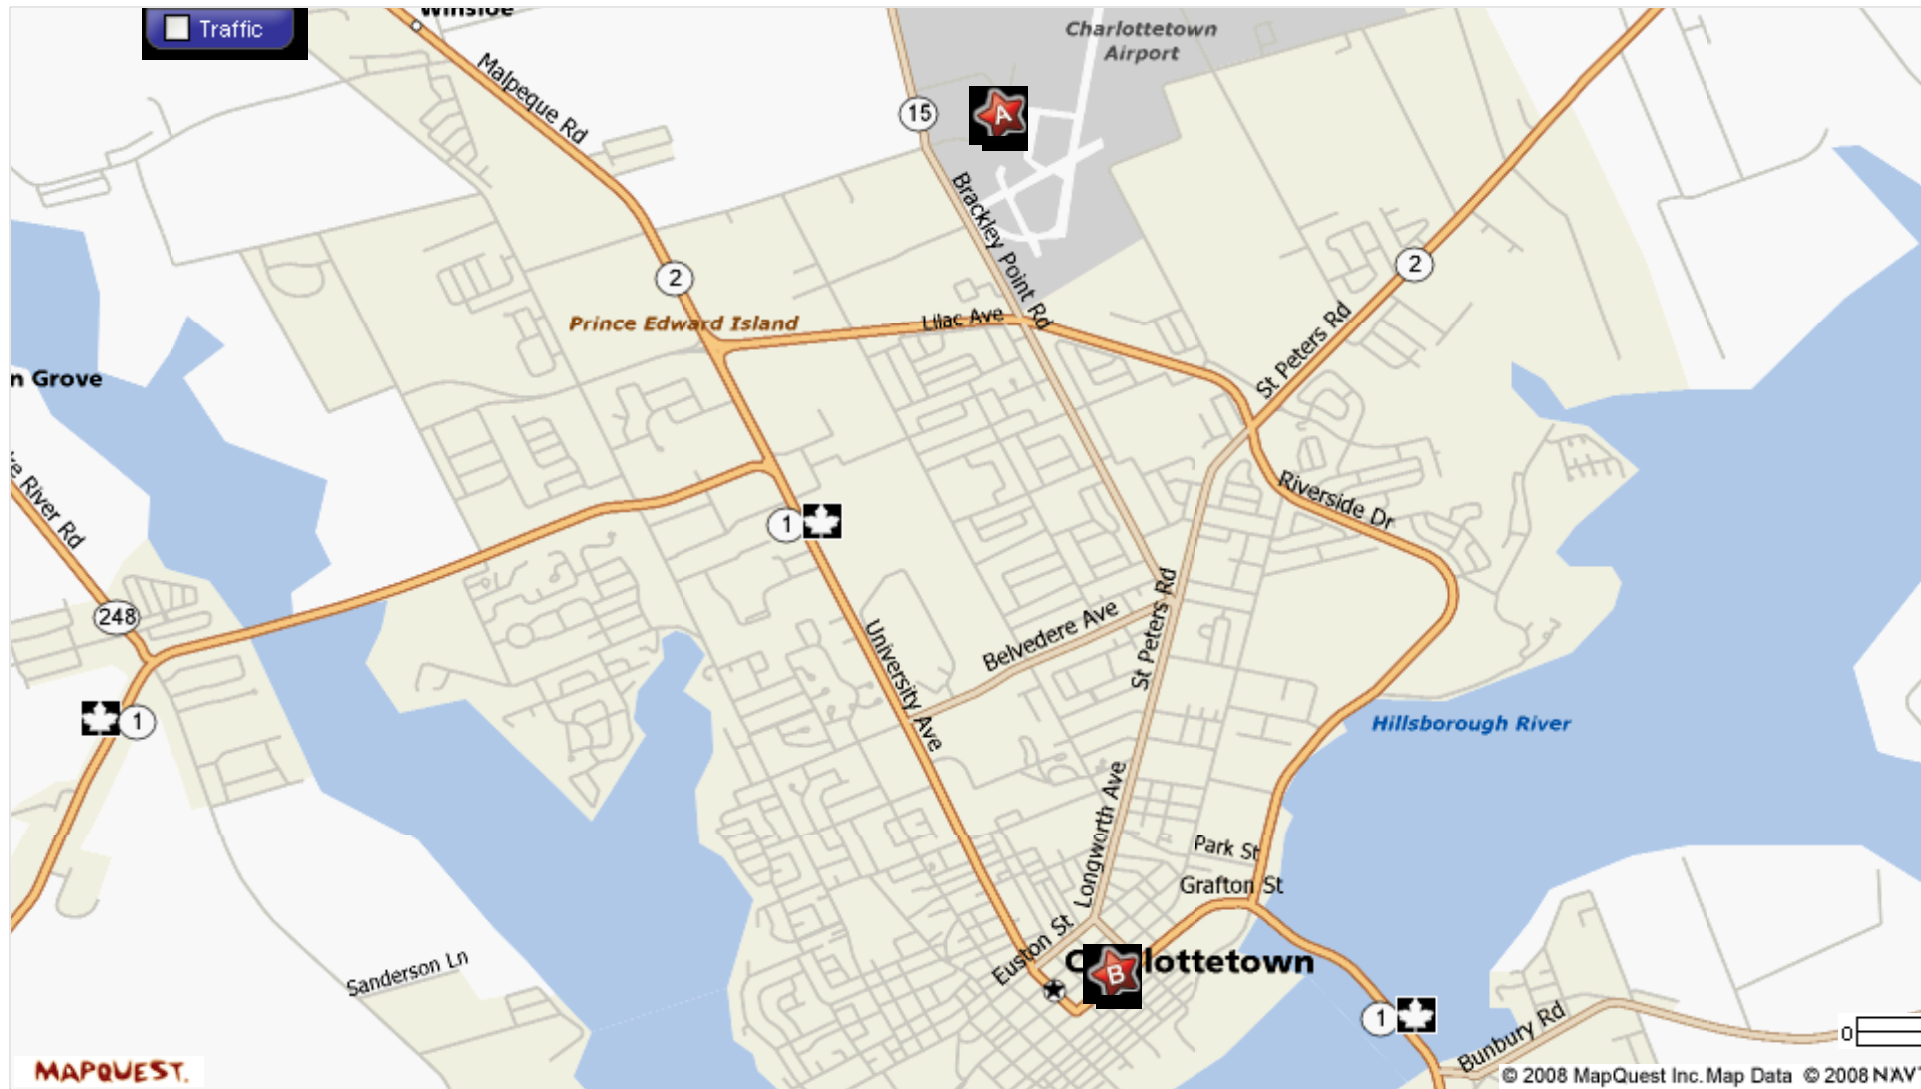 Winsloe
Traffic
Charlottetown
Airport
Malpeque Rd
15
A
Brackley Point Rd
2
2
Prince Edward Island
Lilac Ave
St Peters Rd
n Grove
Riverside Dr
ke River Rd
1
248
University Ave
Belvedere Ave
St Peters Rd
1
Hillsborough River
Longworth Ave
Park St
Grafton St
Euston St
Sanderson Ln
B
lottetown
1
Bunbury Rd
0
MAPQUEST.
© 2008 MapQuest Inc. Map Data © 2008 NAV